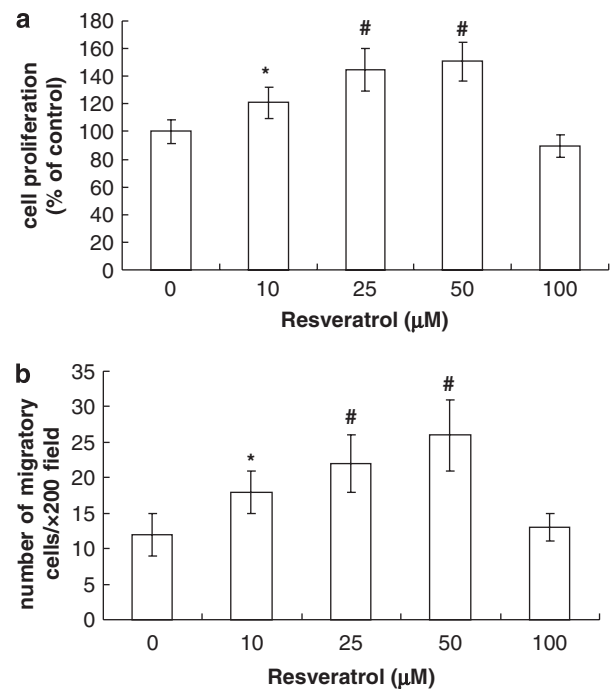 a
cell proliferation
(% of control)
180
160
140
120
100
80
60
40
20
0
*
#
#
0 10 25 50 100
Resveratrol (μM)
b
number of migratory
cells/×200 field
35
30
25
20
15
10
5
0
*
#
#
0 10 25 50 100
Resveratrol (μM)